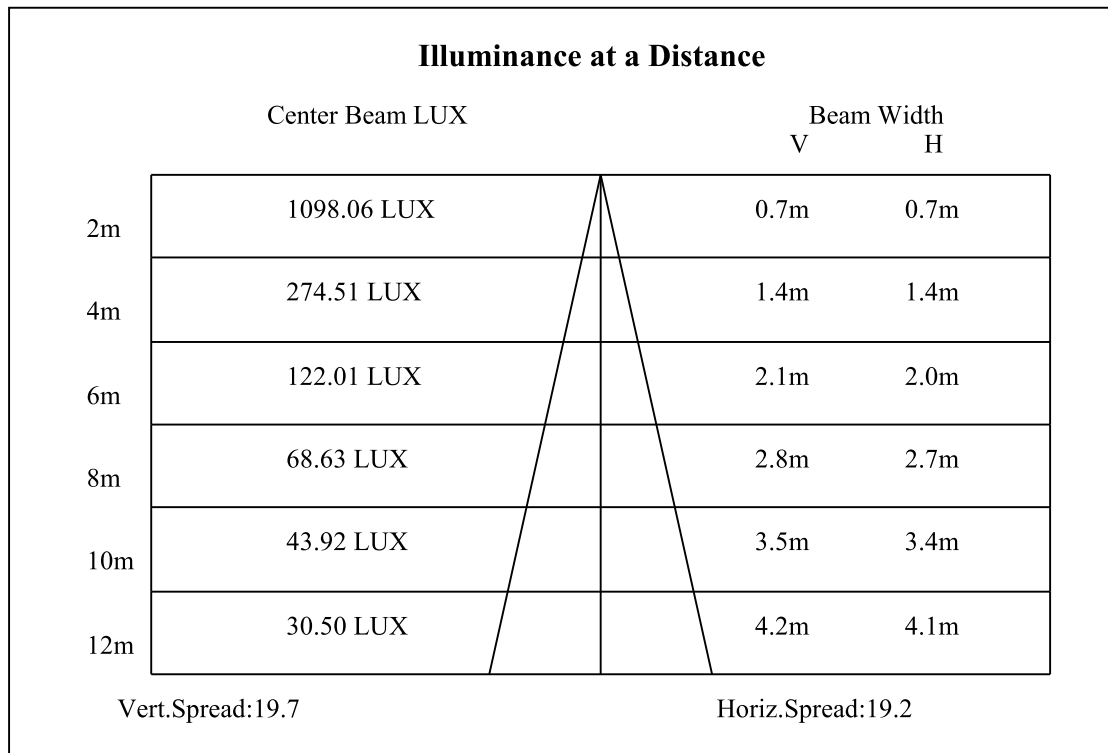 Illuminance at a Distance
Center Beam LUX Beam Width
V H
2m 1098.06 LUX 0.7m 0.7m
4m 274.51 LUX 1.4m 1.4m
6m 122.01 LUX 2.1m 2.0m
8m 68.63 LUX 2.8m 2.7m
10m 43.92 LUX 3.5m 3.4m
12m 30.50 LUX 4.2m 4.1m
Vert.Spread:19.7 Horiz.Spread:19.2